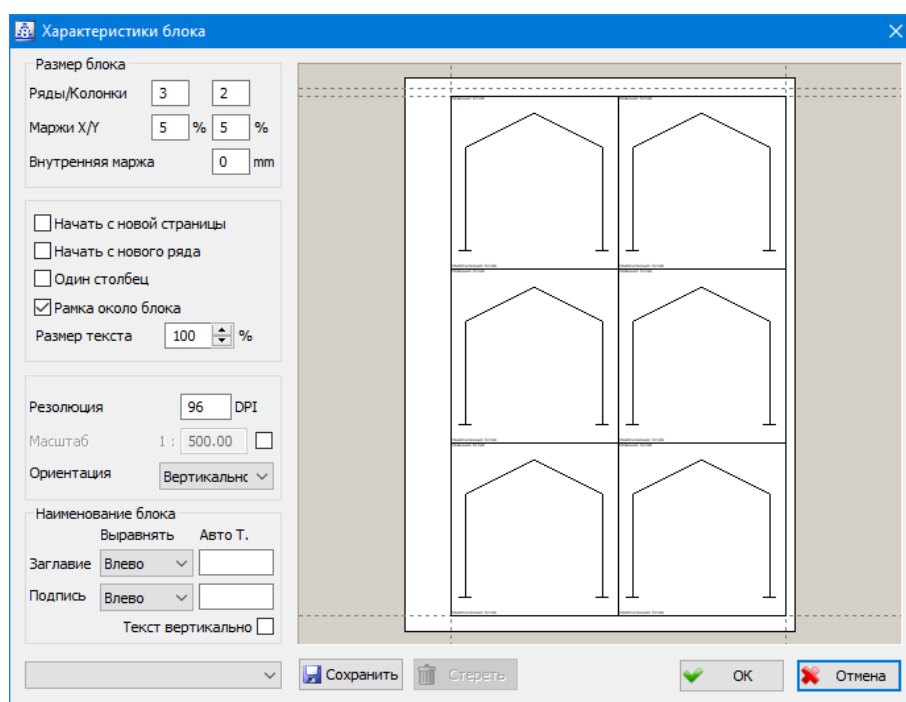 Характеристики блока
Размер блока
Ряды/Колонки 3 2
Маржи X/Y 5 % 5 %
Внутренняя маржа 0 mm
Начать с новой страницы
Начать с нового ряда
Один столбец
Рамка около блока
Размер текста 100 %
Резолюция 96 DPI
Масштаб 1 : 500.00
Ориентация Вертикальнс
Наименование блока
Выравнять Авто Т.
Заглавие Влево
Подпись Влево
Текст вертикально
Сохранить Стереть OK Отмена